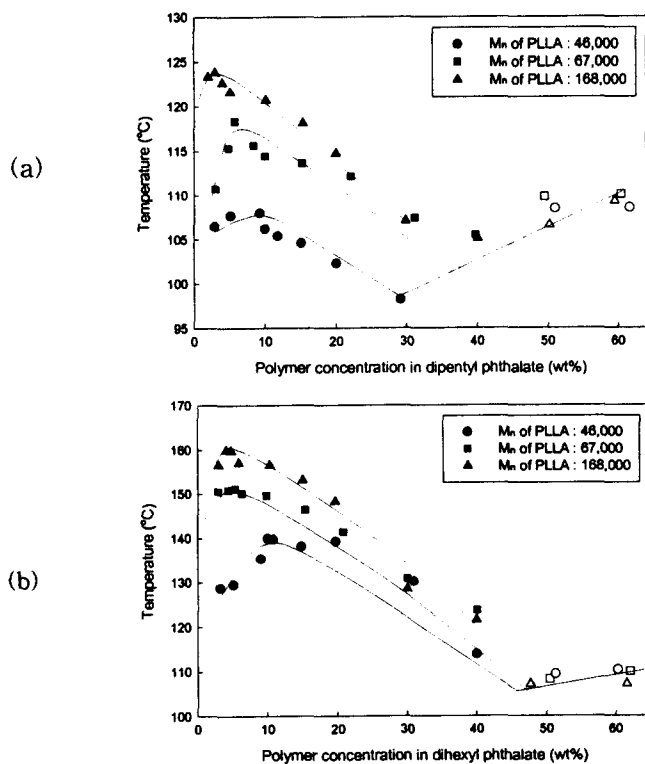 (a)
Temperature (°C)
130
125
120
115
110
105
100
95
0 10 20 30 40 50 60
Polymer concentration in dipentyl phthalate (wt%)
Mn of PLLA : 46,000
Mn of PLLA : 67,000
Mn of PLLA : 168,000
(b)
Temperature (°C)
170
160
150
140
130
120
110
100
0 10 20 30 40 50 60
Polymer concentration in dihexyl phthalate (wt%)
Mn of PLLA : 46,000
Mn of PLLA : 67,000
Mn of PLLA : 168,000